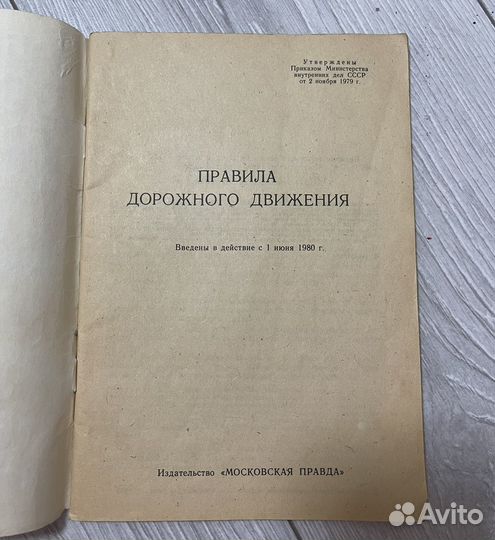 Утверждены
Приказом Министерства
внутренних дел СССР
от 2 ноября 1979 г.
ПРАВИЛА
ДОРОЖНОГО ДВИЖЕНИЯ
Введены в действие с 1 июня 1980 г.
Издательство «МОСКОВСКАЯ ПРАВДА»
Avito